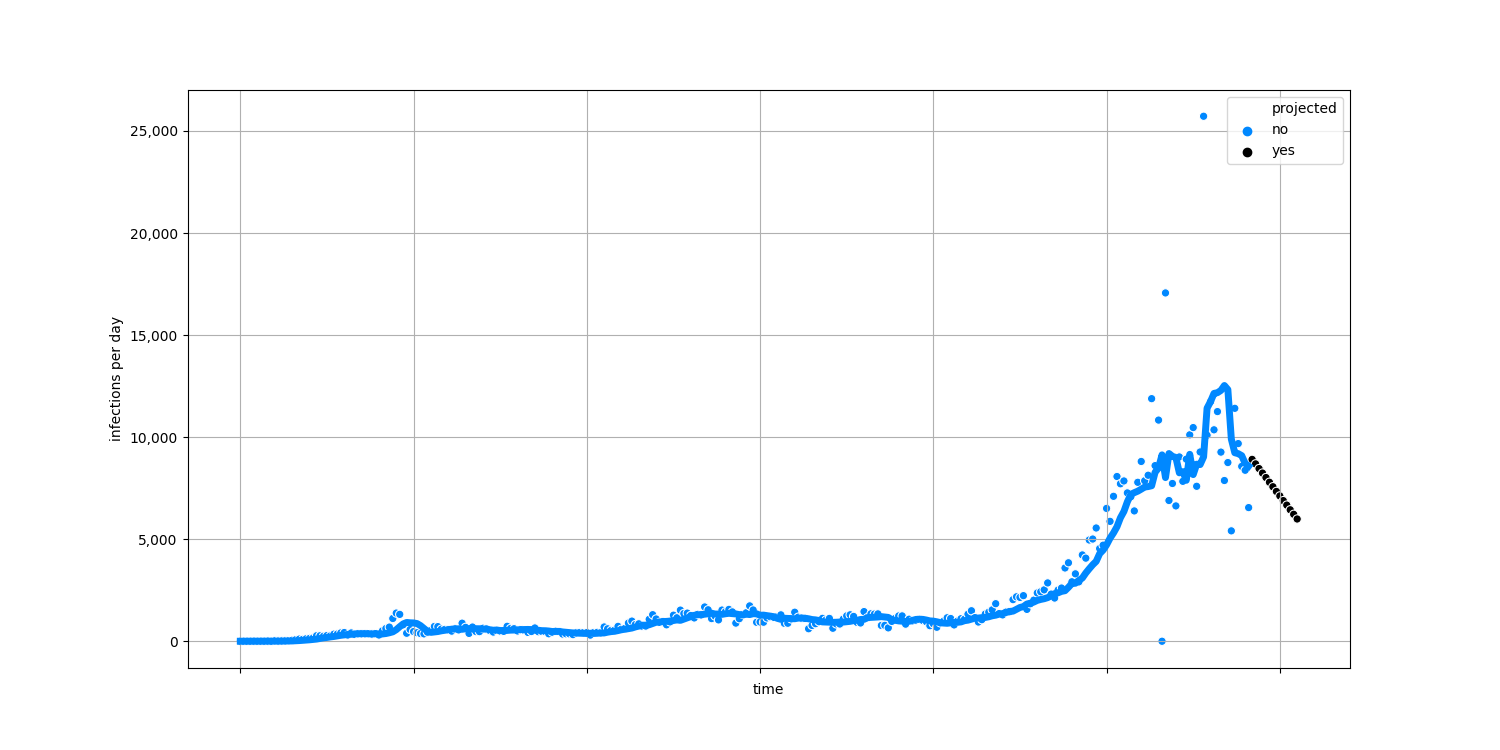 25,000
20,000
15,000
10,000
5,000
0
infections per day
time
projected
no
yes